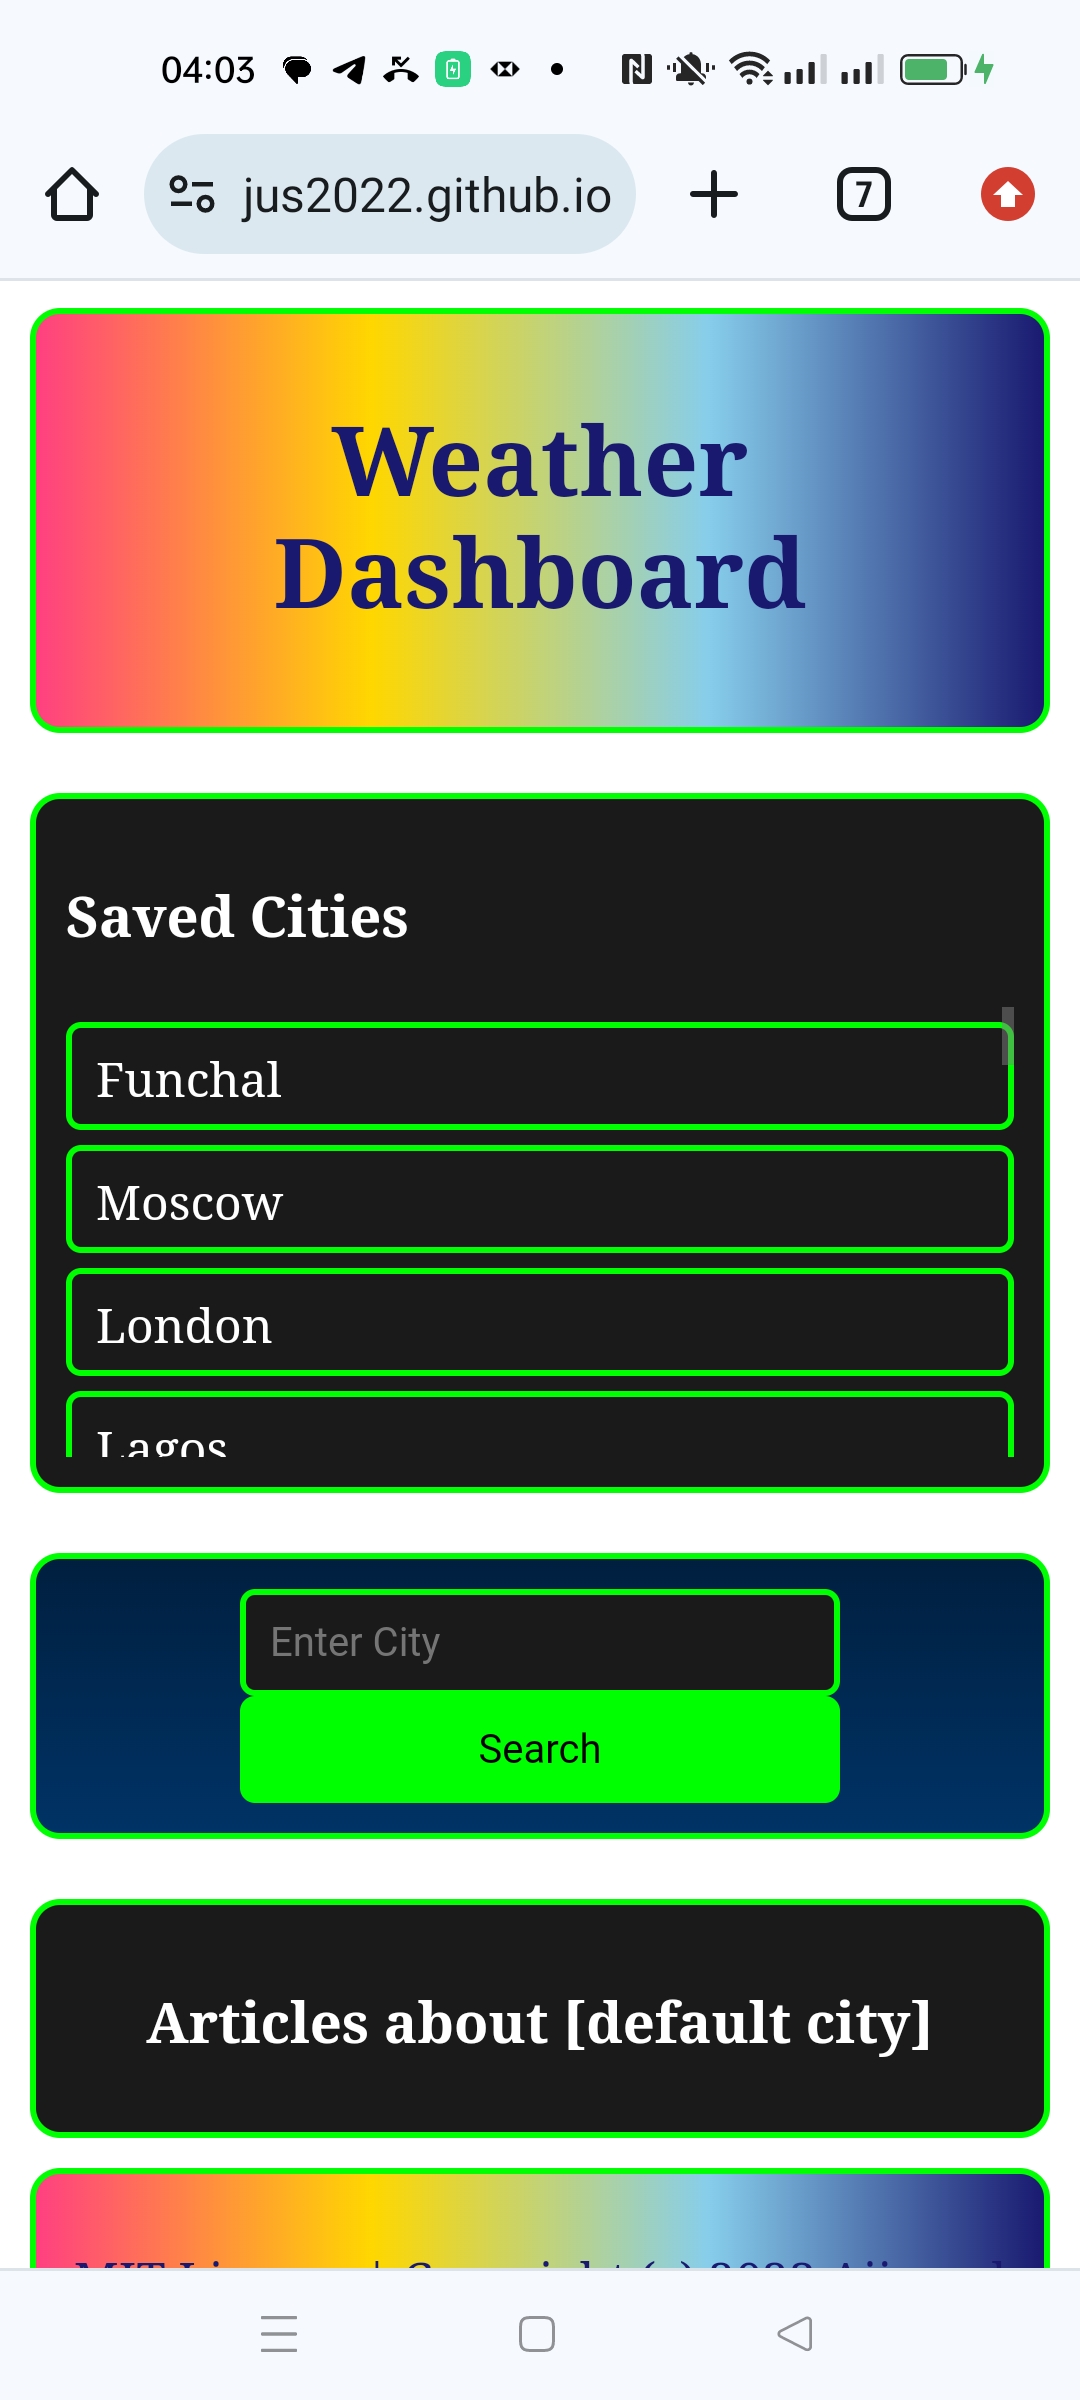 04:03
jus2022.github.io
7
Weather
Dashboard
Saved Cities
Funchal
Moscow
London
Lagos
Enter City
Search
Articles about [default city]